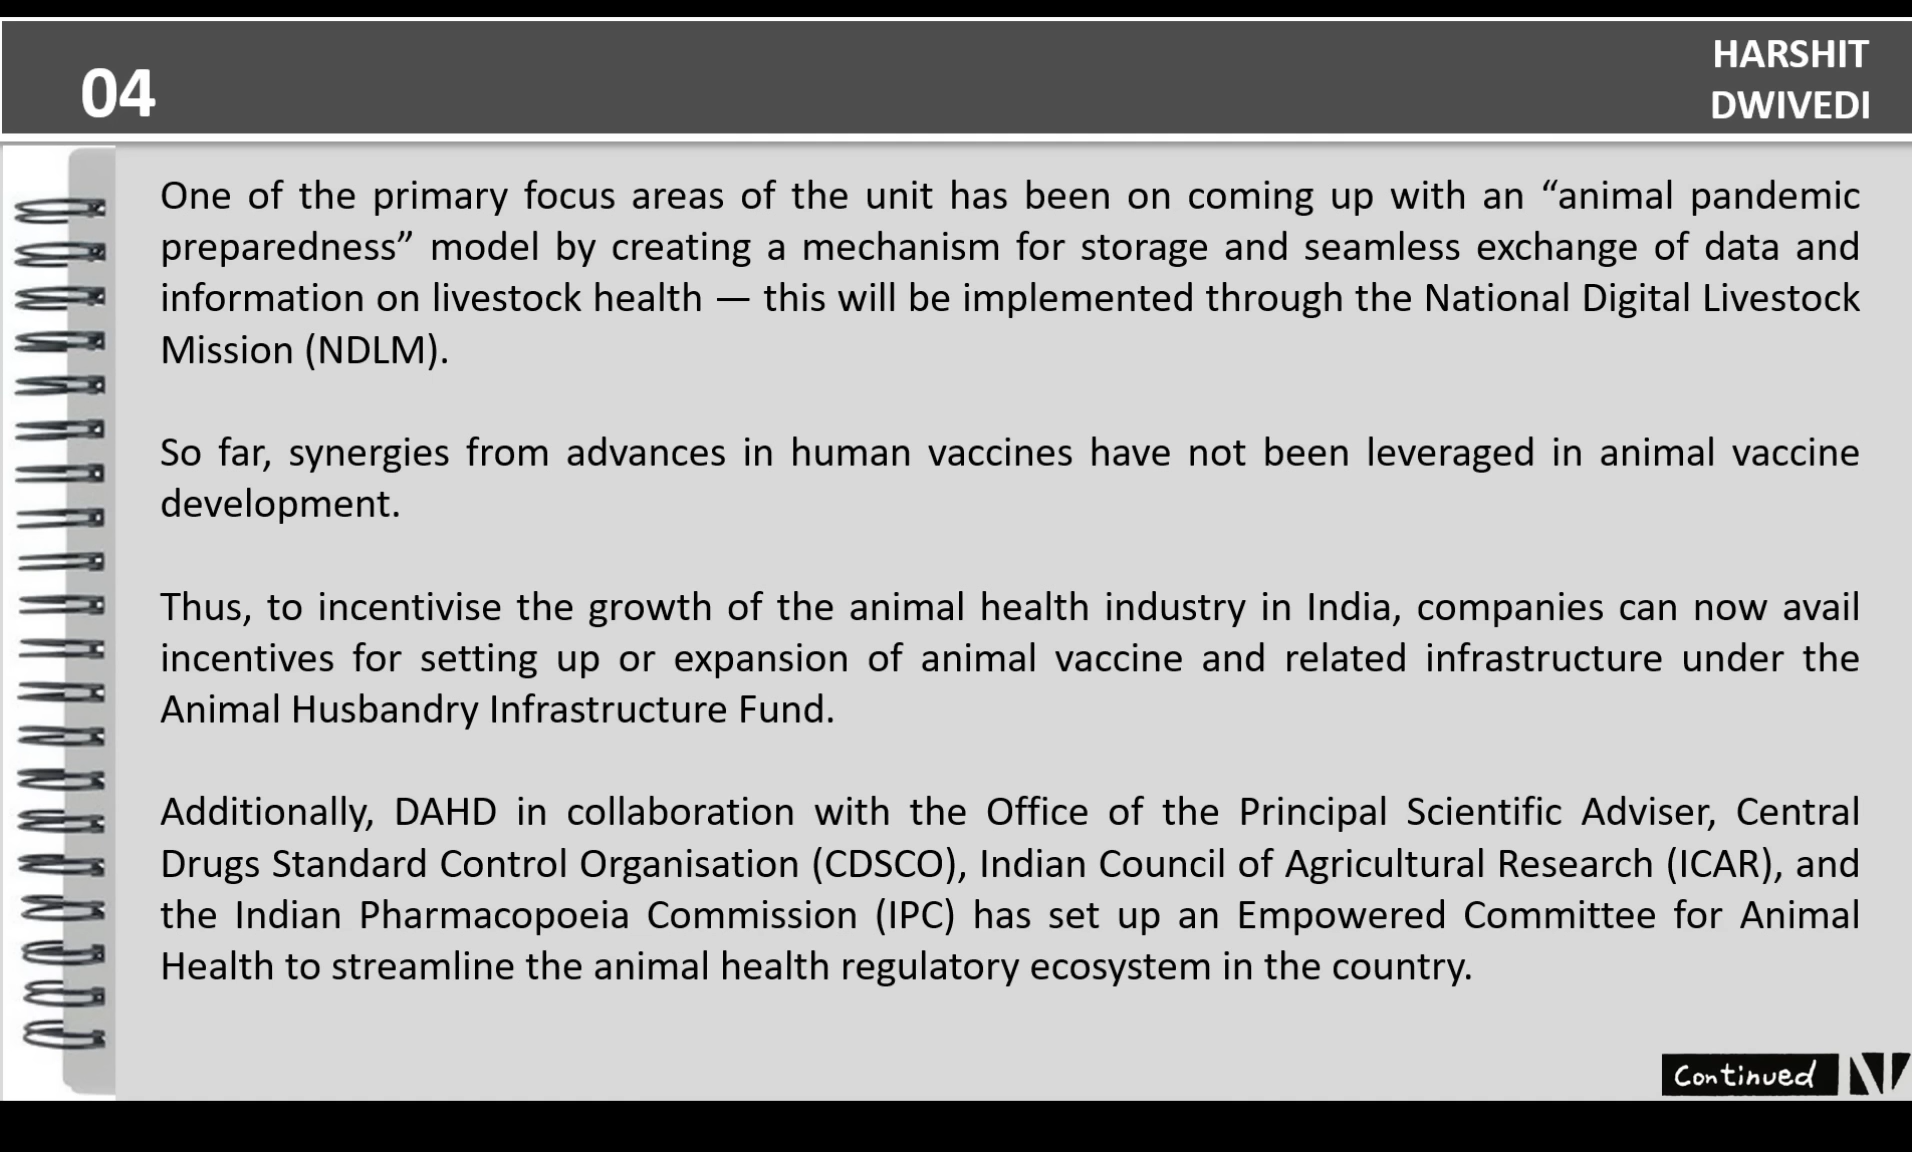 04
HARSHIT
DWIVEDI
One of the primary focus areas of the unit has been on coming up with an “animal pandemic
preparedness” model by creating a mechanism for storage and seamless exchange of data and
information on livestock health — this will be implemented through the National Digital Livestock
Mission (NDLM).
So far, synergies from advances in human vaccines have not been leveraged in animal vaccine
development.
Thus, to incentivise the growth of the animal health industry in India, companies can now avail
incentives for setting up or expansion of animal vaccine and related infrastructure under the
Animal Husbandry Infrastructure Fund.
Additionally, DAHD in collaboration with the Office of the Principal Scientific Adviser, Central
Drugs Standard Control Organisation (CDSCO), Indian Council of Agricultural Research (ICAR), and
the Indian Pharmacopoeia Commission (IPC) has set up an Empowered Committee for Animal
Health to streamline the animal health regulatory ecosystem in the country.
Continued